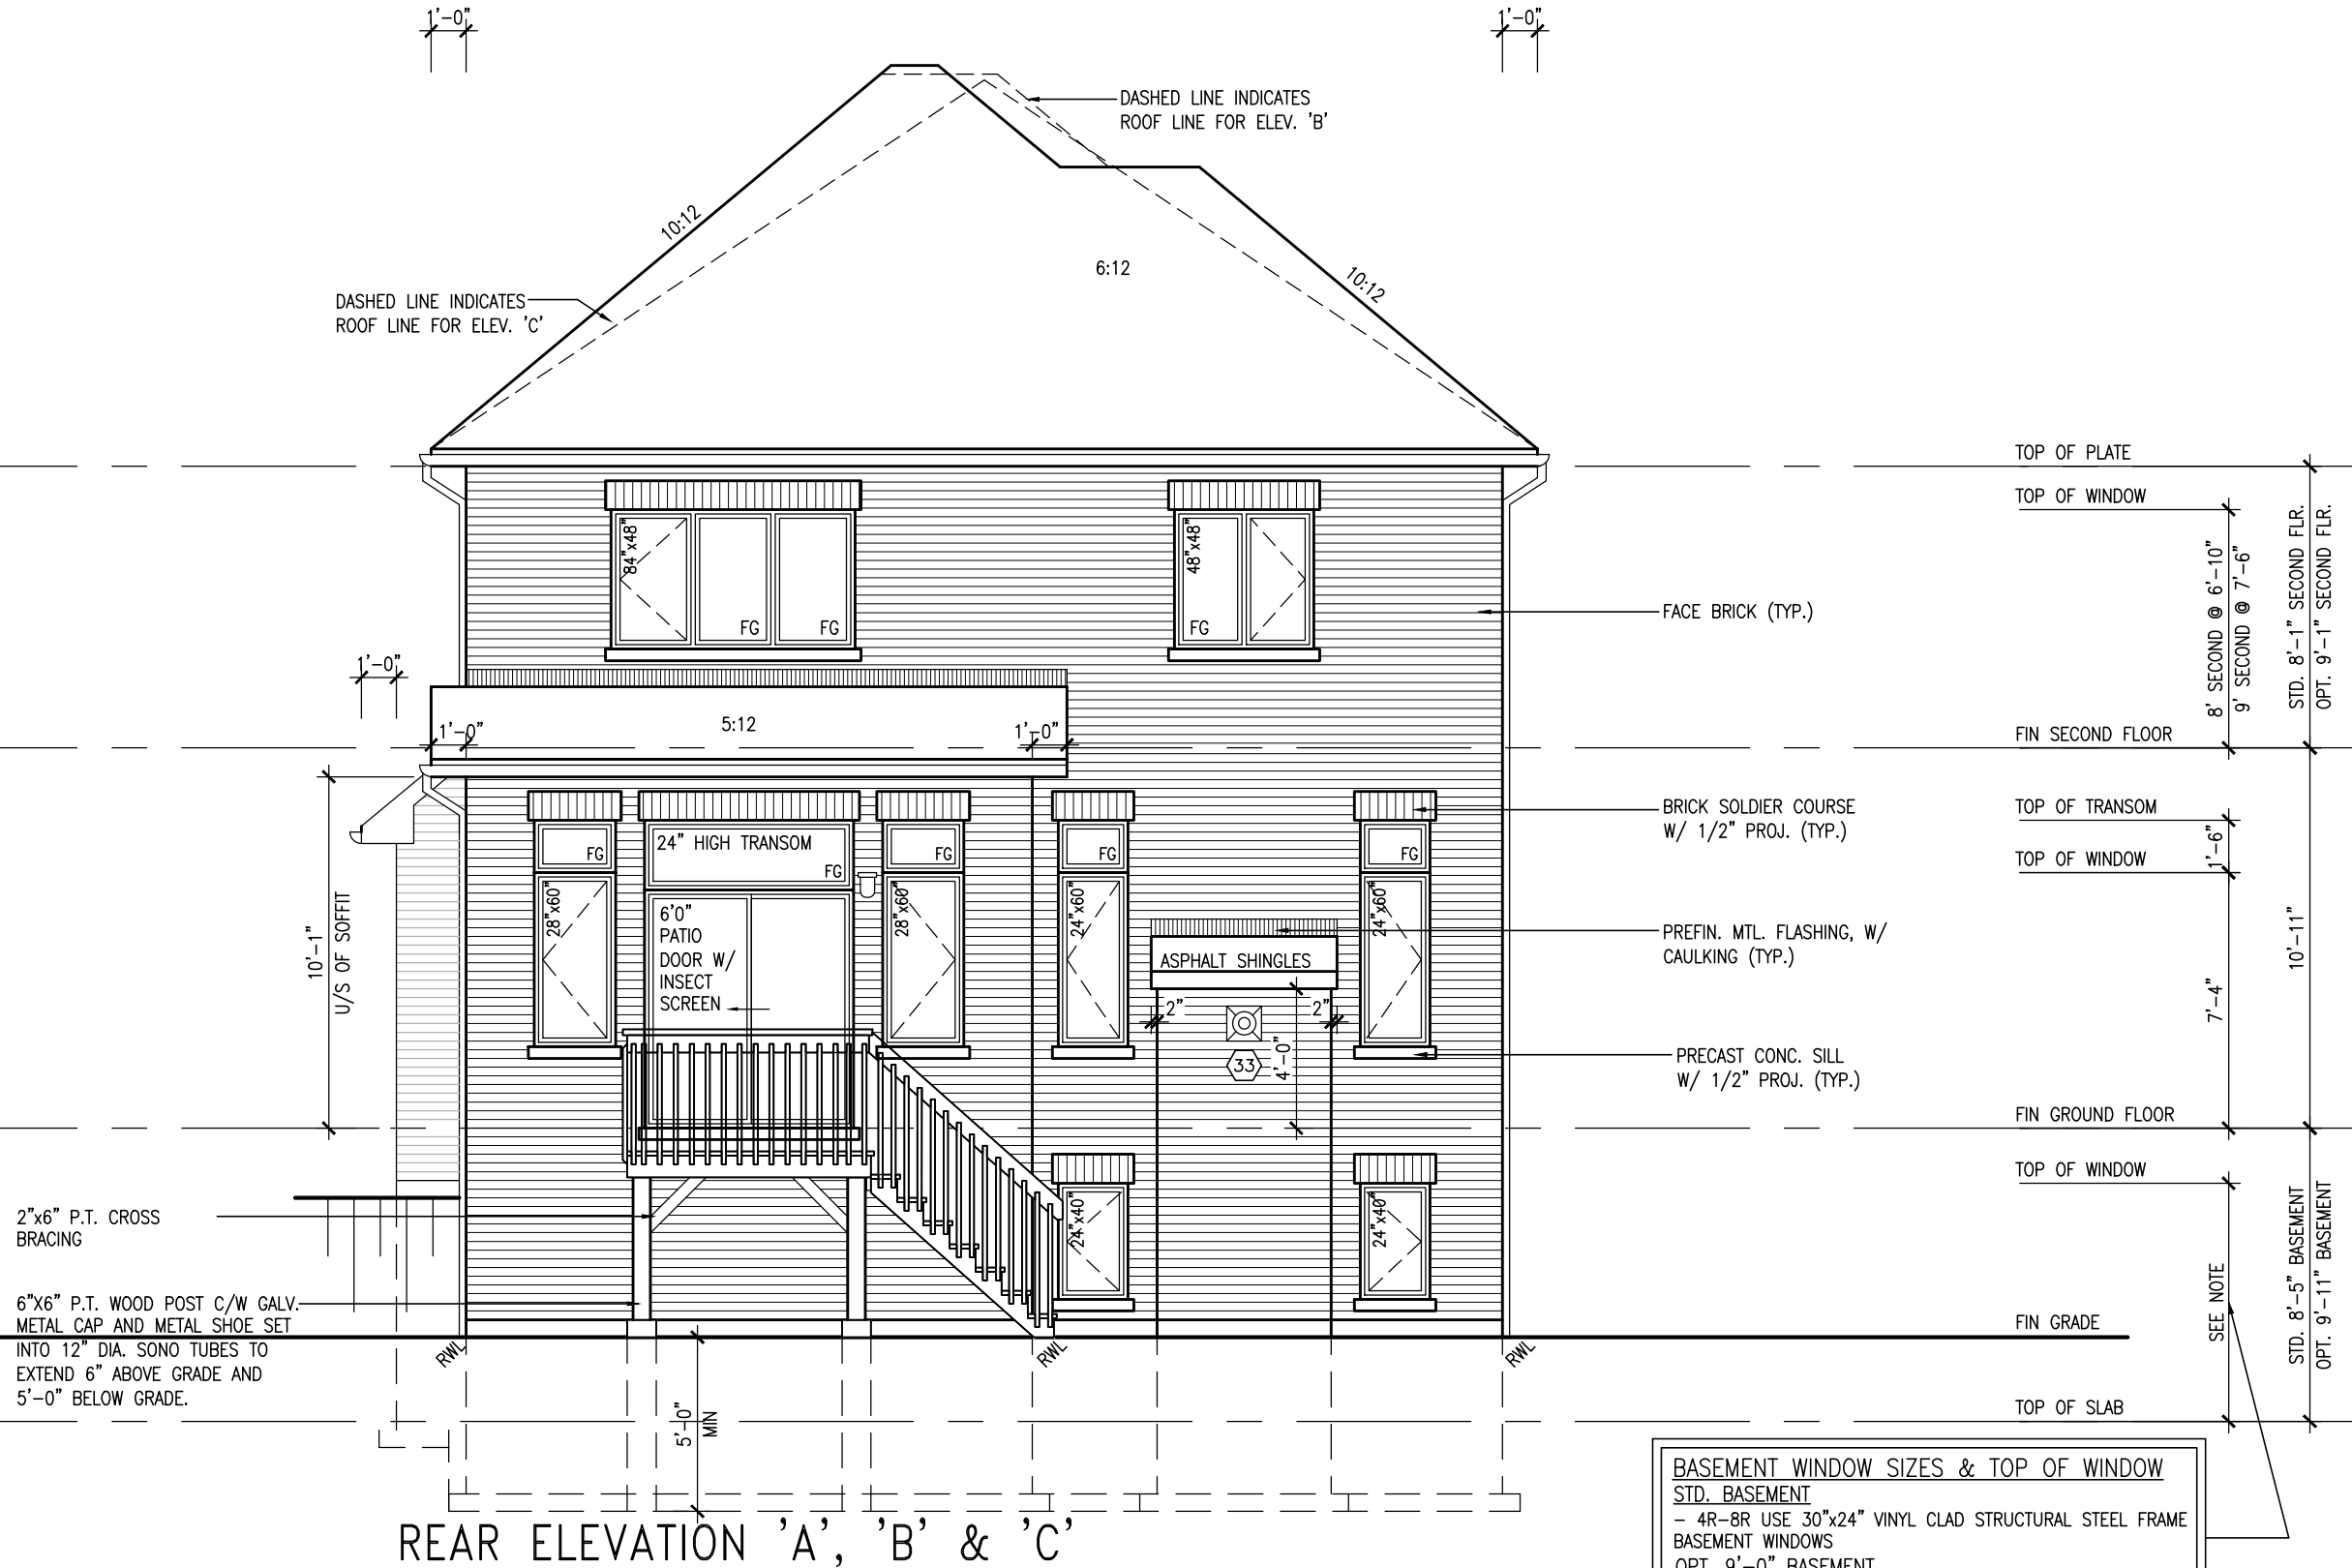 1'-0"
1'-0"
DASHED LINE INDICATES
ROOF LINE FOR ELEV. 'B'
10:12
6:12
10:12
DASHED LINE INDICATES
ROOF LINE FOR ELEV. 'C'
TOP OF PLATE
TOP OF WINDOW
84"x48"
FG
FG
48"x48"
FG
FACE BRICK (TYP.)
8' SECOND @ 6'-10"
9' SECOND @ 7'-6"
STD. 8'-1" SECOND FLR.
OPT. 9'-1" SECOND FLR.
1'-0"
1'-0"
5:12
1'-0"
FIN SECOND FLOOR
BRICK SOLDIER COURSE
W/ 1/2" PROJ. (TYP.)
TOP OF TRANSOM
1'-6"
TOP OF WINDOW
FG
24" HIGH TRANSOM
FG
FG
FG
FG
28"x60"
6'0"
PATIO
DOOR W/
INSECT
SCREEN
28"x60"
24"x60"
24"x60"
10'-1"
U/S OF SOFFIT
PREFIN. MTL. FLASHING, W/
CAULKING (TYP.)
ASPHALT SHINGLES
2"
2"
33
4'-0"
7'-4"
10'-11"
PRECAST CONC. SILL
W/ 1/2" PROJ. (TYP.)
FIN GROUND FLOOR
TOP OF WINDOW
24"x40"
24"x40"
2"x6" P.T. CROSS
BRACING
6"X6" P.T. WOOD POST C/W GALV.
METAL CAP AND METAL SHOE SET
INTO 12" DIA. SONO TUBES TO
EXTEND 6" ABOVE GRADE AND
5'-0" BELOW GRADE.
SEE NOTE
STD. 8'-5" BASEMENT
OPT. 9'-11" BASEMENT
FIN GRADE
RWL
RWL
RWL
5'-0"
MIN
TOP OF SLAB
BASEMENT WINDOW SIZES & TOP OF WINDOW
STD. BASEMENT
- 4R-8R USE 30"x24" VINYL CLAD STRUCTURAL STEEL FRAME
BASEMENT WINDOWS
OPT. 9'-0" BASEMENT
REAR ELEVATION 'A', 'B' & 'C'